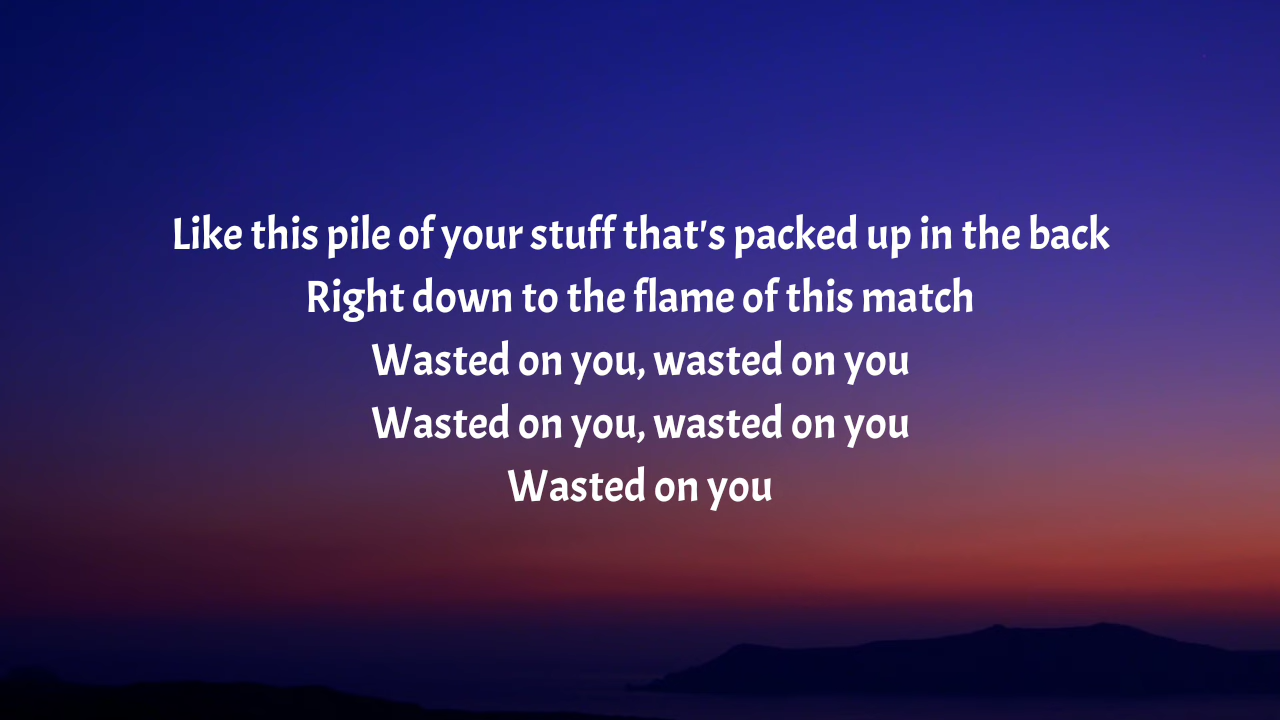 Like this pile of your stuff that's packed up in the back
Right down to the flame of this match
Wasted on you, wasted on you
Wasted on you, wasted on you
Wasted on you